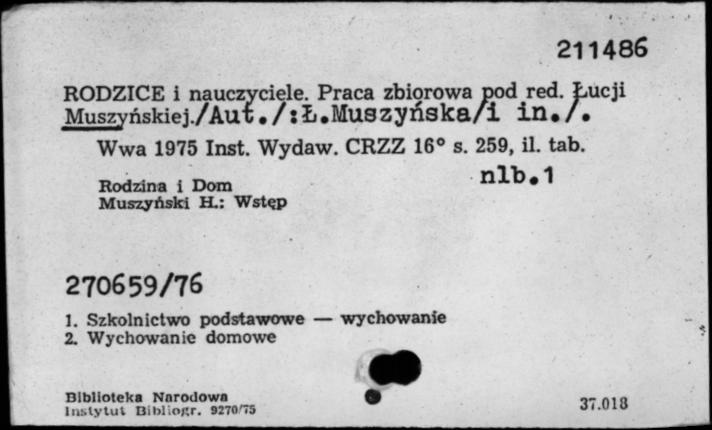 211486
RODZICE i nauczyciele. Praca zbiorowa pod red. Łucji
Muszyńskiej./Aut./:Ł.Muszyńska/i in./.
Wwa 1975 Inst. Wydaw. CRZZ 16° s. 259, il. tab.
nlb.1
Rodzina i Dom
Muszyński H.: Wstęp
270659/76
1. Szkolnictwo podstawowe — wychowanie
2. Wychowanie domowe
Biblioteka Narodowa
Instytut Bibliogr. 9270/75
37.018